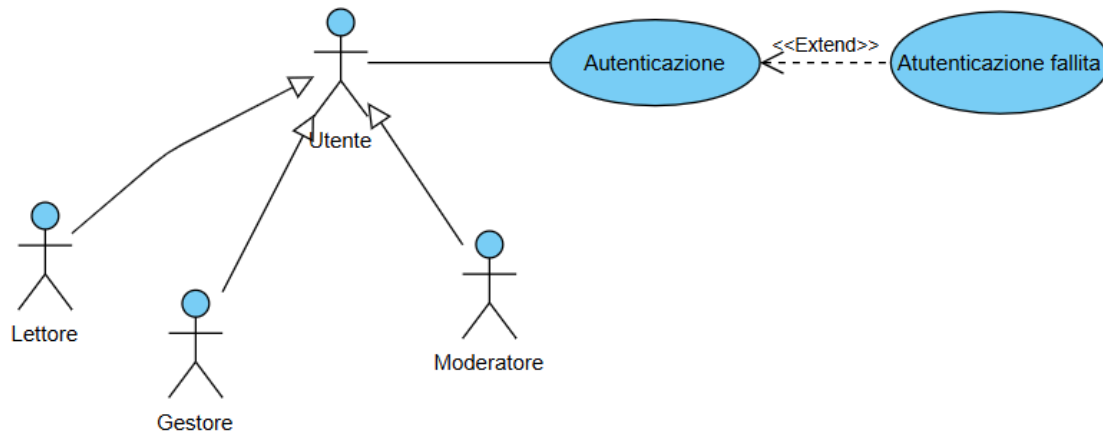 Autenticazione
<<Extend>>
Atutenticazione fallita
Utente
Lettore
Gestore
Moderatore